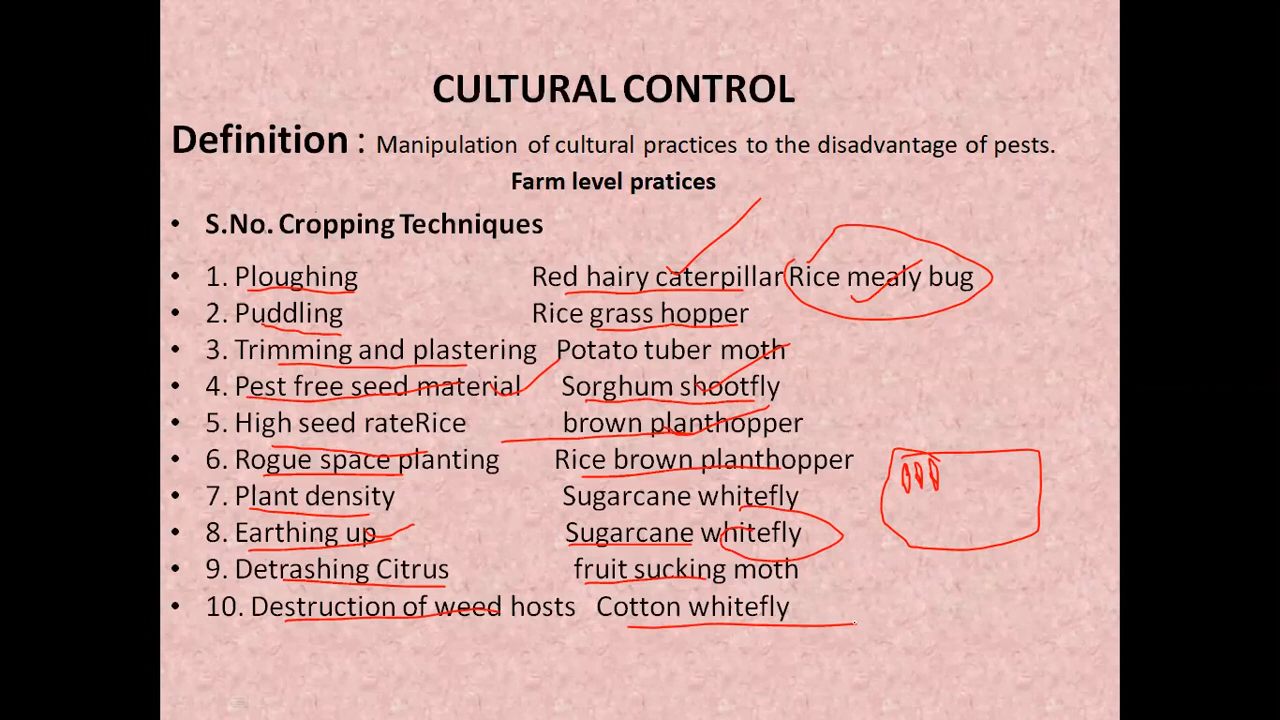 CULTURAL CONTROL
Definition : Manipulation of cultural practices to the disadvantage of pests.
Farm level pratices
• S.No. Cropping Techniques
• 1. Ploughing Red hairy caterpillar Rice mealy bug
• 2. Puddling Rice grass hopper
• 3. Trimming and plastering Potato tuber moth
• 4. Pest free seed material Sorghum shootfly
• 5. High seed rateRice brown planthopper
• 6. Rogue space planting Rice brown planthopper
• 7. Plant density Sugarcane whitefly
• 8. Earthing up Sugarcane whitefly
• 9. Detrashing Citrus fruit sucking moth
• 10. Destruction of weed hosts Cotton whitefly